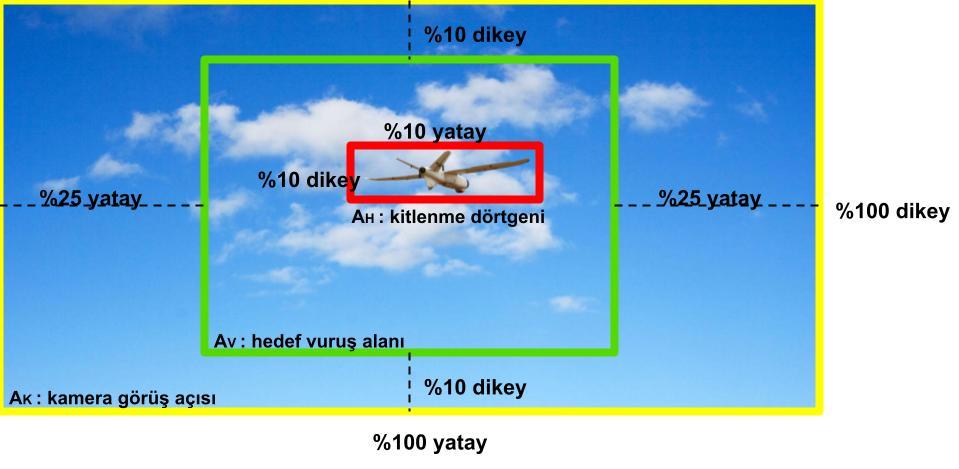 %10 dikey
%10 yatay
%10 dikey
%25 yatay
%25 yatay
%100 dikey
AH : kitlenme dörtgeni
AV : hedef vuruş alanı
%10 dikey
AK : kamera görüş açısı
%100 yatay